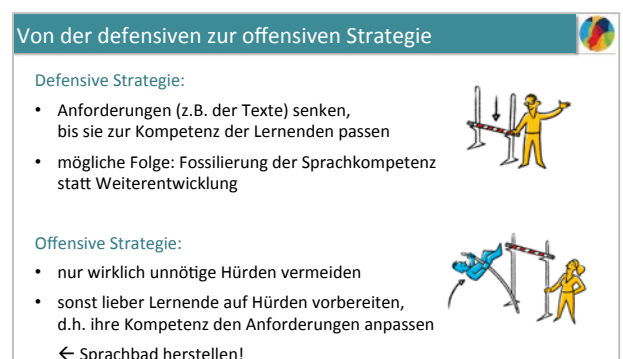 Von der defensiven zur offensiven Strategie
Defensive Strategie:
• Anforderungen (z.B. der Texte) senken,
bis sie zur Kompetenz der Lernenden passen
• mögliche Folge: Fossilierung der Sprachkompetenz
statt Weiterentwicklung
Offensive Strategie:
• nur wirklich unnötige Hürden vermeiden
• sonst lieber Lernende auf Hürden vorbereiten,
d.h. ihre Kompetenz den Anforderungen anpassen
← Sprachbad herstellen!